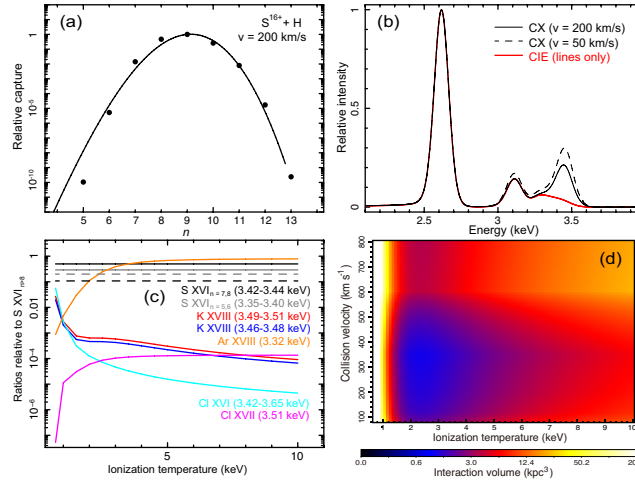 (a)
S16+ + H
v = 200 km/s
Relative capture
1
10-5
10-10
5 6 7 8 9 10 11 12 13
n
(b)
CX (v = 200 km/s)
CX (v = 50 km/s)
CIE (lines only)
Relative intensity
1
0.5
0
2.5 3.0 3.5
Energy (keV)
(c)
Ratios relative to S XVIn=8
1
0.01
10-4
10-6
S XVIn=7,8 (3.42-3.44 keV)
S XVIn=5,6 (3.35-3.40 keV)
K XVIII (3.49-3.51 keV)
K XVIII (3.46-3.48 keV)
Ar XVIII (3.32 keV)
Cl XVI (3.42-3.65 keV)
Cl XVII (3.51 keV)
5 10
Ionization temperature (keV)
(d)
Collision velocity (km s-1)
800
700
600
500
400
300
200
100
1 2 3 4 5 6 7 8 9 10
Ionization temperature (keV)
0.0 0.6 3.0 12.4 50.2 20
Interaction volume (kpc3)